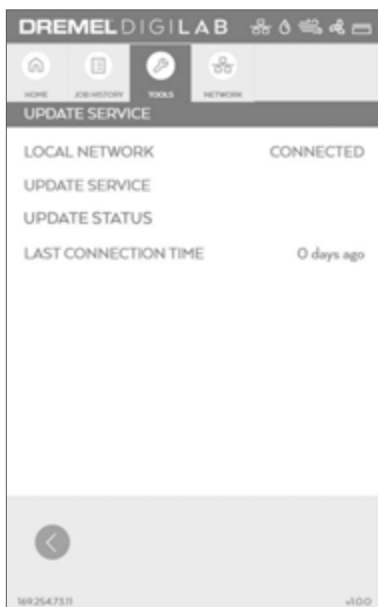 DREMEL DIGILAB
HOME JOB HISTORY TOOLS NETWORK
UPDATE SERVICE
LOCAL NETWORK CONNECTED
UPDATE SERVICE
UPDATE STATUS
LAST CONNECTION TIME 0 days ago
169.254.73.11 v1.0.0